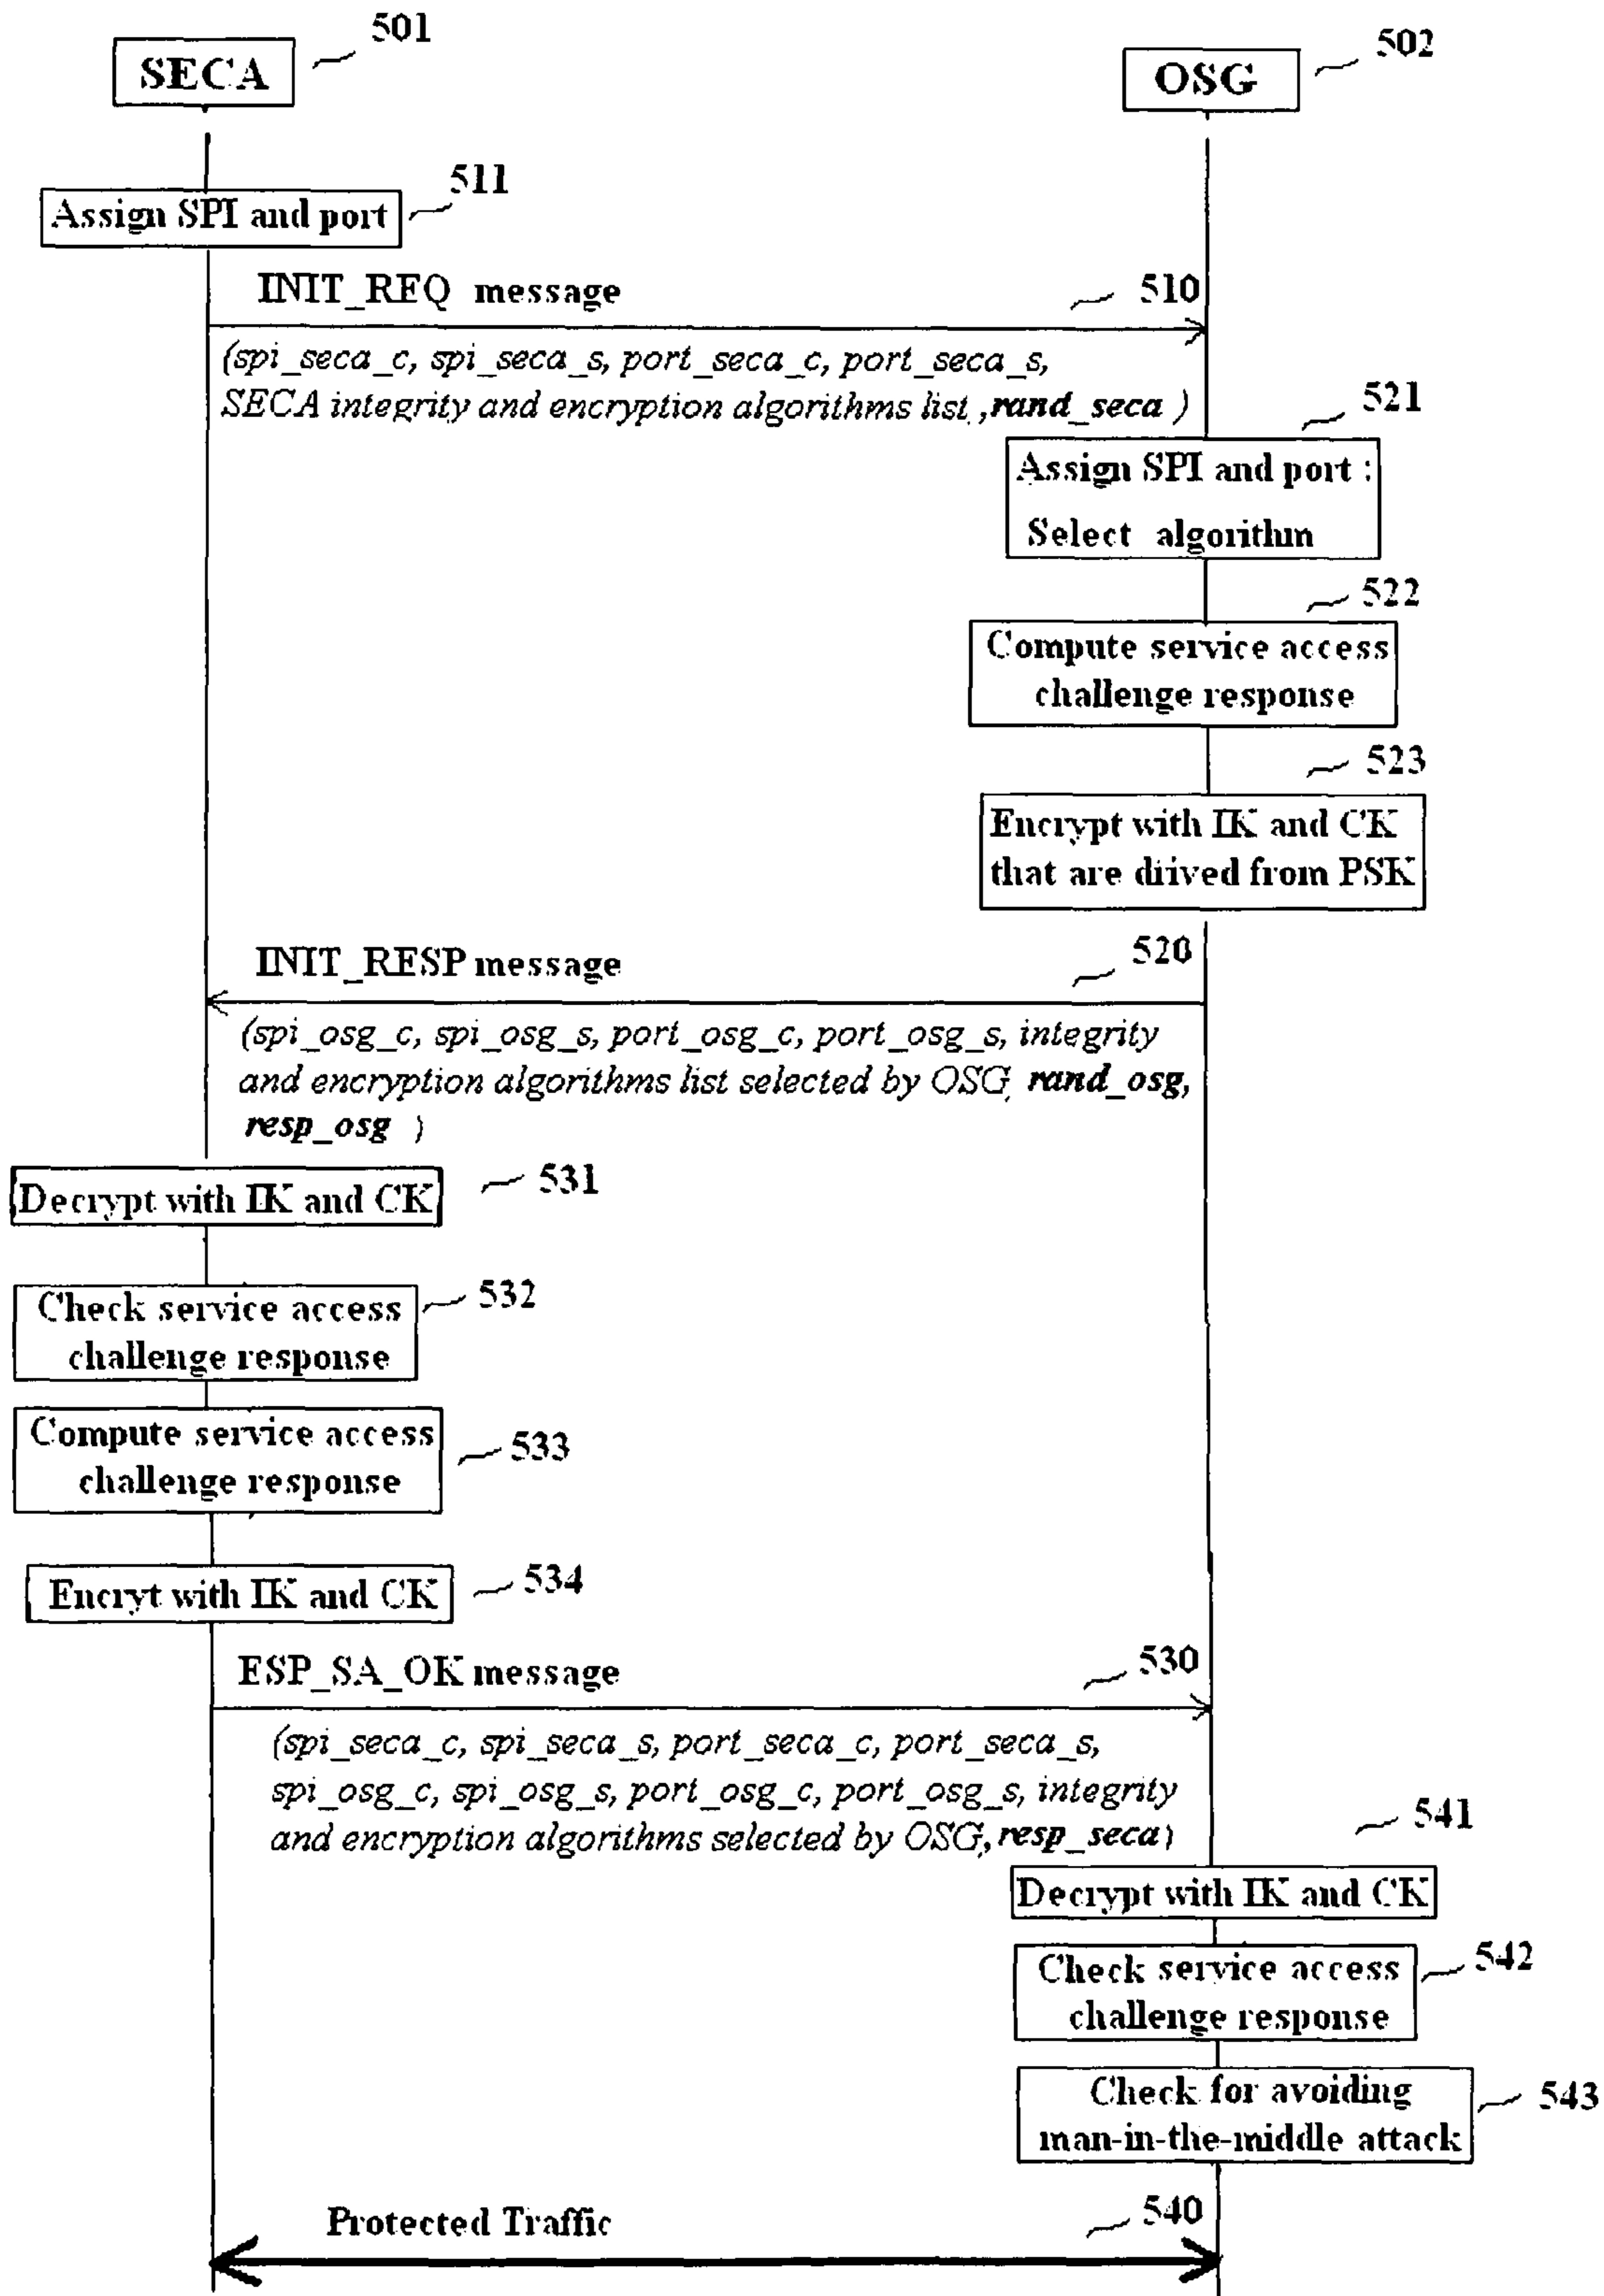 501
SECA
502
OSG
511
Assign SPI and port
INIT_REQ message
510
(spi_seca_c, spi_seca_s, port_seca_c, port_seca_s,
SECA integrity and encryption algorithms list ,rand_seca )
521
Assign SPI and port ;
Select algorithm
522
Compute service access
challenge response
523
Encrypt with IK and CK
that are drived from PSK
INIT_RESP message
520
(spi_osg_c, spi_osg_s, port_osg_c, port_osg_s, integrity
and encryption algorithms list selected by OSG, rand_osg,
resp_osg )
Decrypt with IK and CK
531
Check service access
challenge response
532
Compute service access
challenge response
533
Encryt with IK and CK
534
ESP_SA_OK message
530
(spi_seca_c, spi_seca_s, port_seca_c, port_seca_s,
spi_osg_c, spi_osg_s, port_osg_c, port_osg_s, integrity
and encryption algorithms selected by OSG,resp_seca)
541
Decrypt with IK and CK
Check service access
challenge response
542
Check for avoiding
man-in-the-middle attack
543
Protected Traffic
540